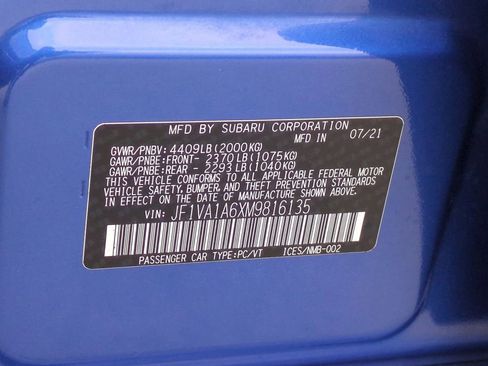 MFD BY SUBARU CORPORATION
MFD IN 07/21
GVWR/PNBV: 4409LB(2000KG)
GAWR/PNBE:FRONT- 2370LB(1075KG)
GAWR/PNBE:REAR - 2293LB(1040KG)
THIS VEHICLE CONFORMS TO ALL APPLICABLE FEDERAL MOTOR
VEHICLE SAFETY, BUMPER, AND THEFT PREVENTION STANDARDS
IN EFFECT ON THE DATE OF MANUFACTURE SHOWN ABOVE.
VIN: JF1VA1A6XM9816135
PASSENGER CAR TYPE:PC/VT ICES/NMB-002